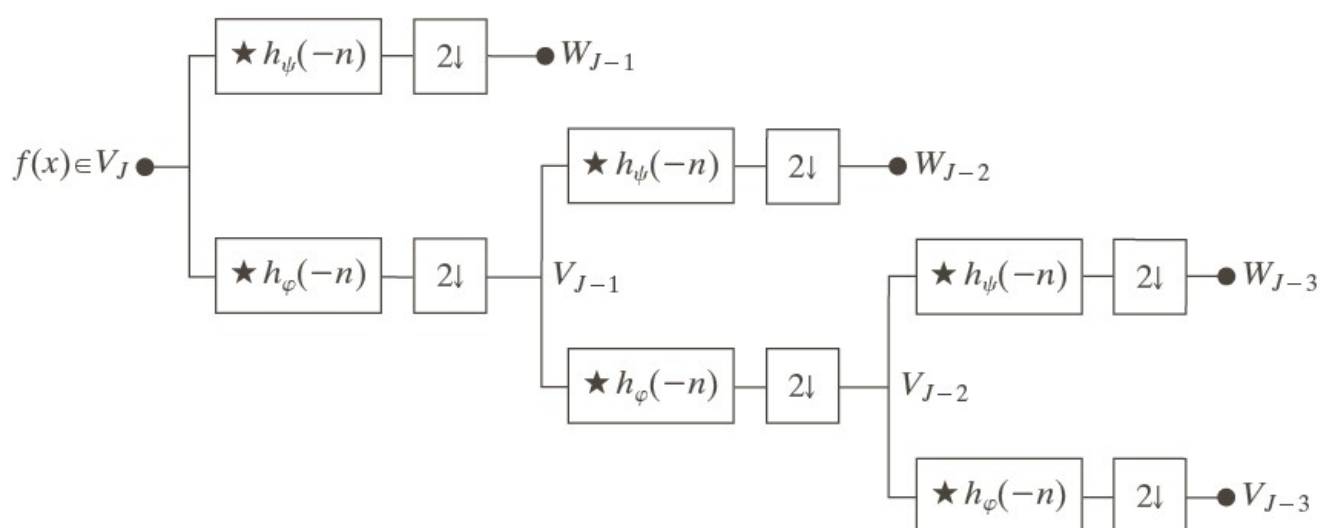 ★ h_ψ(−n) 2↓ W_{J−1}
f(x)∈V_J ★ h_ψ(−n) 2↓ W_{J−2}
★ h_φ(−n) 2↓ V_{J−1} ★ h_ψ(−n) 2↓ W_{J−3}
★ h_φ(−n) 2↓ V_{J−2}
★ h_φ(−n) 2↓ V_{J−3}